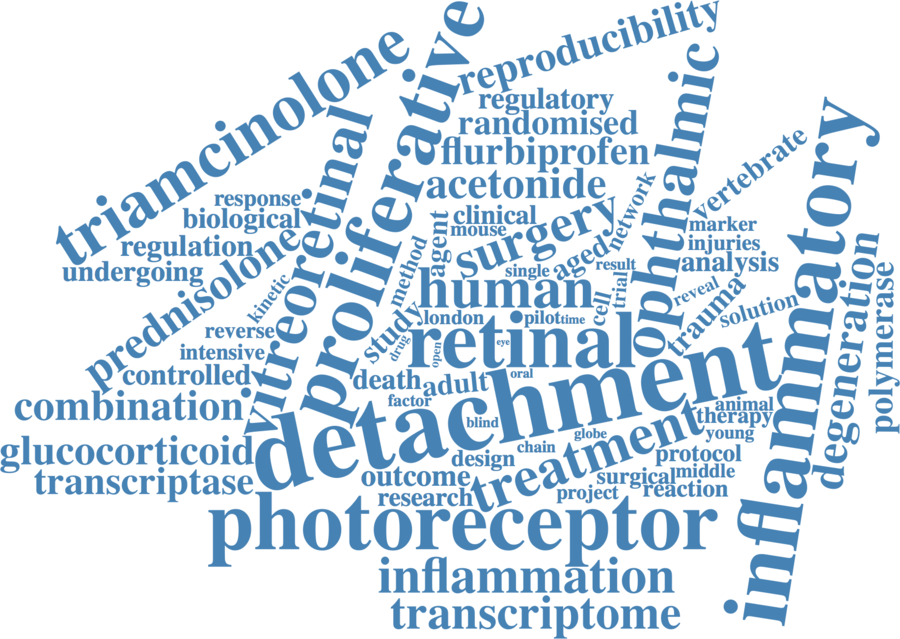 triamcinolone
proliferative
reproducibility
vitreoretinal
regulatory
randomised
flurbiprofen
acetonide
ophthalmic
vertebrate
inflammatory
response
biological
regulation
undergoing
prednisolone
clinical
mouse
agent
surgery
network
marker
injuries
analysis
aged
method
single
result
human
cell
trial
reveal
trauma
solution
degeneration
polymerase
kinetic
reverse
intensive
controlled
study
london
pilot
time
drug
open
eye
retinal
combination
death
adult
oral
factor
detachment
blind
globe
chain
animal
therapy
young
treatment
glucocorticoid
transcriptase
design
outcome
research
protocol
middle
surgical
reaction
project
photoreceptor
inflammation
transcriptome